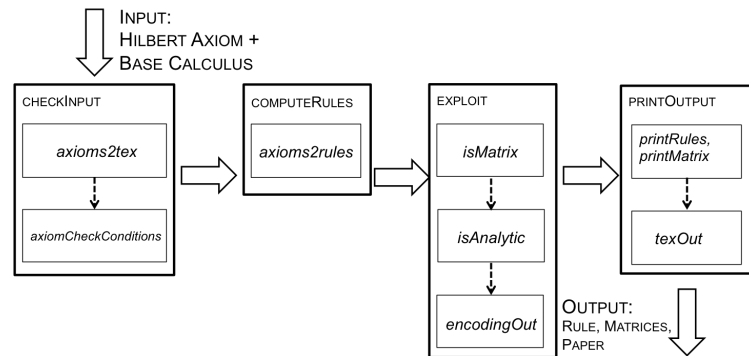 INPUT:
HILBERT AXIOM +
BASE CALCULUS
CHECKINPUT
axioms2tex
axiomCheckConditions
COMPUTERULES
axioms2rules
EXPLOIT
isMatrix
isAnalytic
encodingOut
PRINTOUTPUT
printRules,
printMatrix
texOut
OUTPUT:
RULE, MATRICES,
PAPER